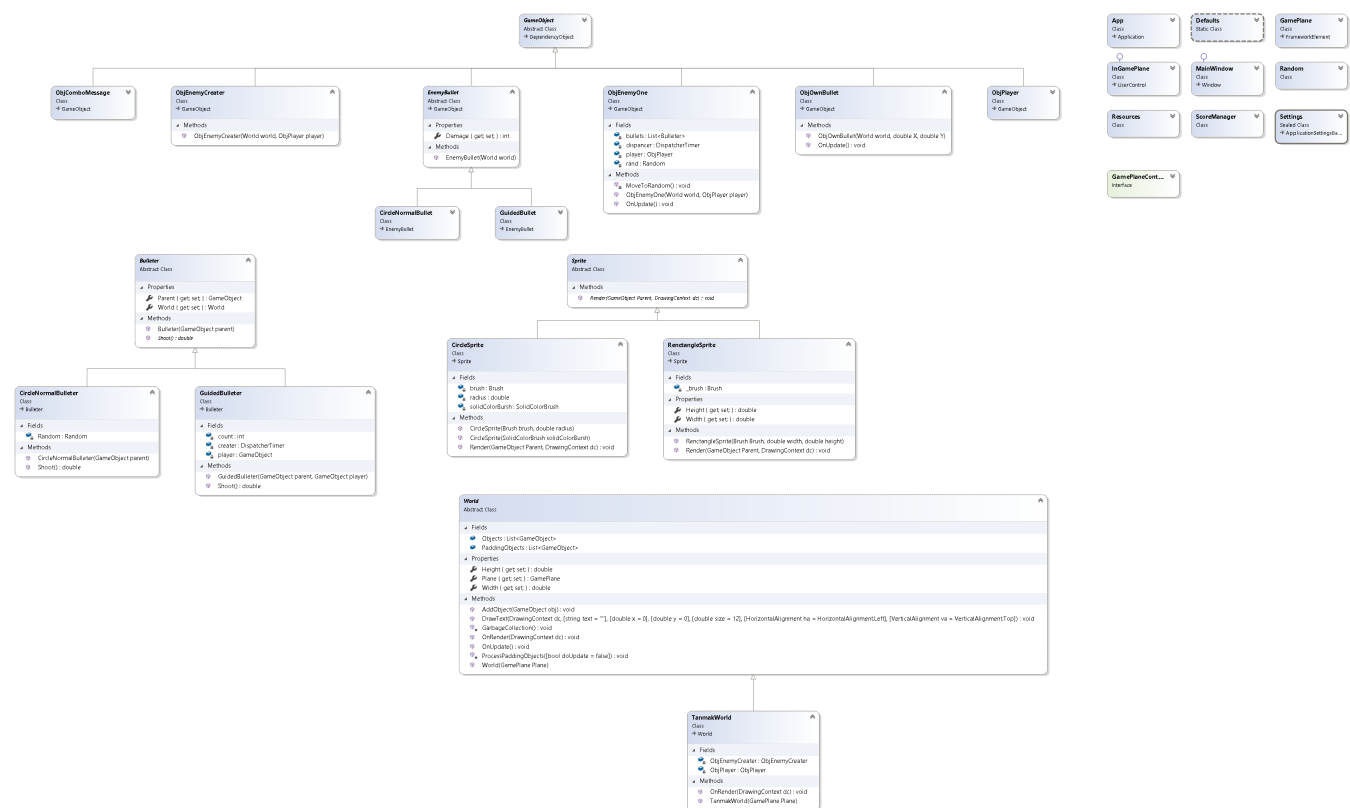 GameObject
Abstract Class
→ DependencyObject
App
Class
→ Application
Defaults
Static Class
GamePlane
Class
→ FrameworkElement
InGamePlane
Class
→ UserControl
MainWindow
Class
→ Window
Random
Class
Resources
Class
ScoreManager
Class
Settings
Sealed Class
→ ApplicationSettingsBa...
GamePlaneCont...
Interface
ObjComboMessage
Class
→ GameObject
ObjEnemyCreater
Class
→ GameObject
Methods
ObjEnemyCreater(World world, ObjPlayer player)
EnemyBullet
Abstract Class
→ GameObject
Properties
Damage { get; set; } : int
Methods
EnemyBullet(World world)
ObjEnemyOne
Class
→ GameObject
Fields
bullets : List<Bulleter>
dispancer : DispatcherTimer
player : ObjPlayer
rand : Random
Methods
MoveToRandom() : void
ObjEnemyOne(World world, ObjPlayer player)
OnUpdate() : void
ObjOwnBullet
Class
→ GameObject
Methods
ObjOwnBullet(World world, double X, double Y)
OnUpdate() : void
ObjPlayer
Class
→ GameObject
CircleNormalBullet
Class
→ EnemyBullet
GuidedBullet
Class
→ EnemyBullet
Bulleter
Abstract Class
Properties
Parent { get; set; } : GameObject
World { get; set; } : World
Methods
Bulleter(GameObject parent)
Shoot() : double
Sprite
Abstract Class
Methods
Render(GameObject Parent, DrawingContext dc) : void
CircleSprite
Class
→ Sprite
Fields
brush : Brush
radius : double
solidColorBursh : SolidColorBrush
Methods
CircleSprite(Brush brush, double radius)
CircleSprite(SolidColorBrush solidColorBursh)
Render(GameObject Parent, DrawingContext dc) : void
RenctangleSprite
Class
→ Sprite
Fields
_brush : Brush
Properties
Height { get; set; } : double
Width { get; set; } : double
Methods
RenctangleSprite(Brush Brush, double width, double height)
Render(GameObject Parent, DrawingContext dc) : void
CircleNormalBulleter
Class
→ Bulleter
Fields
Random : Random
Methods
CircleNormalBulleter(GameObject parent)
Shoot() : double
GuidedBulleter
Class
→ Bulleter
Fields
count : int
creater : DispatcherTimer
player : GameObject
Methods
GuidedBulleter(GameObject parent, GameObject player)
Shoot() : double
World
Abstract Class
Fields
Objects : List<GameObject>
PaddingObjects : List<GameObject>
Properties
Height { get; set; } : double
Plane { get; set; } : GamePlane
Width { get; set; } : double
Methods
AddObject(GameObject obj) : void
DrawText(DrawingContext dc, [string text = ""], [double x = 0], [double y = 0], [double size = 12], [HorizontalAlignment ha = HorizontalAlignment.Left], [VerticalAlignment va = VerticalAlignment.Top]) : void
GarbageCollection() : void
OnRender(DrawingContext dc) : void
OnUpdate() : void
ProcessPaddingObjects([bool doUpdate = false]) : void
World(GamePlane Plane)
TanmakWorld
Class
→ World
Fields
ObjEnemyCreater : ObjEnemyCreater
ObjPlayer : ObjPlayer
Methods
OnRender(DrawingContext dc) : void
TanmakWorld(GamePlane Plane)